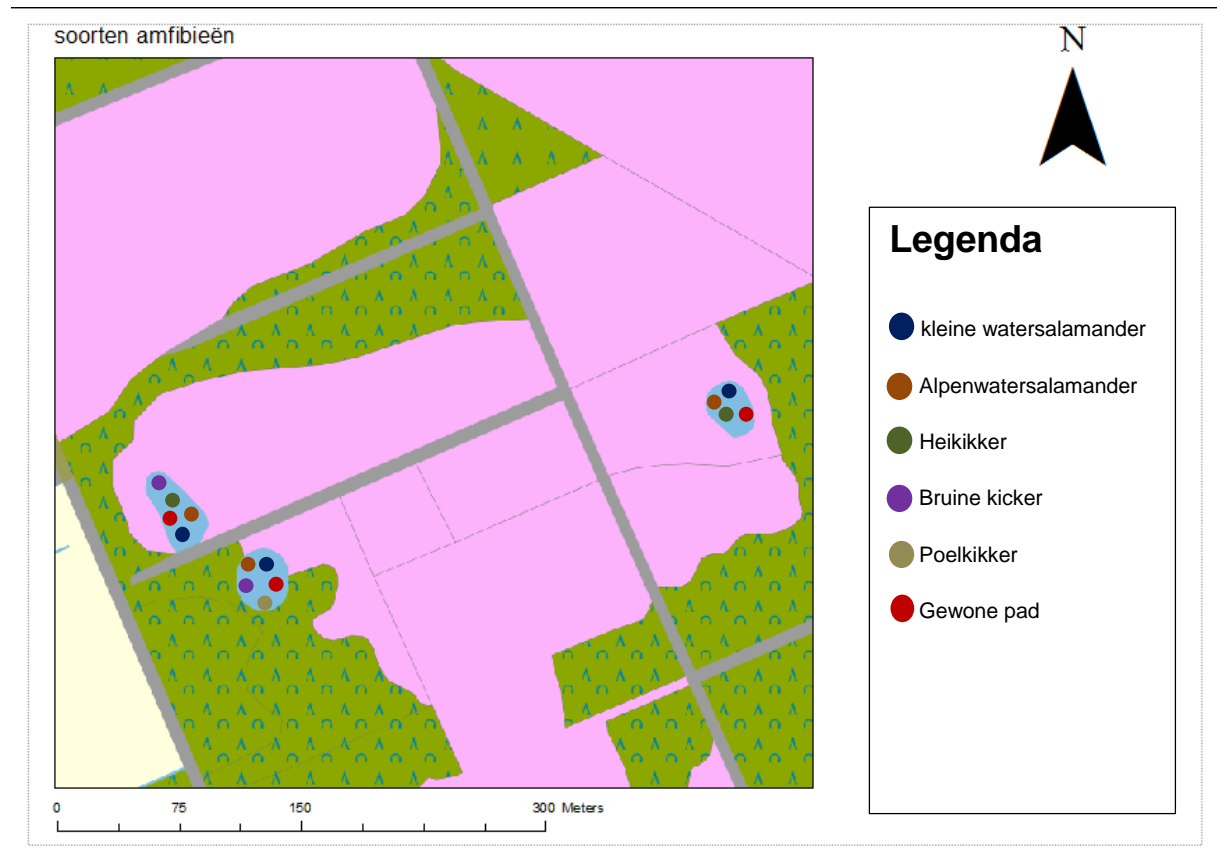 soorten amfibieën
N
Legenda
kleine watersalamander
Alpenwatersalamander
Heikikker
Bruine kicker
Poelkikker
Gewone pad
0 75 150 300 Meters